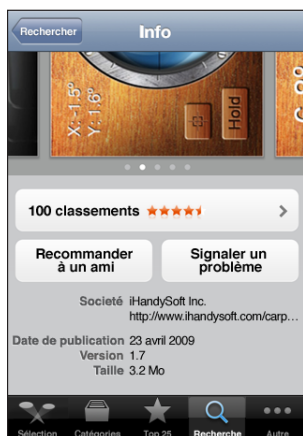 Rechercher
Info
X: -1.5°
Y: 1.6°
Hold
100 classements
Recommander à un ami
Signaler un problème
Societé iHandySoft Inc.
http://www.ihandysoft.com/carp...
Date de publication 23 avril 2009
Version 1.7
Taille 3.2 Mo
Sélection
Catégories
Top 25
Recherche
Autre